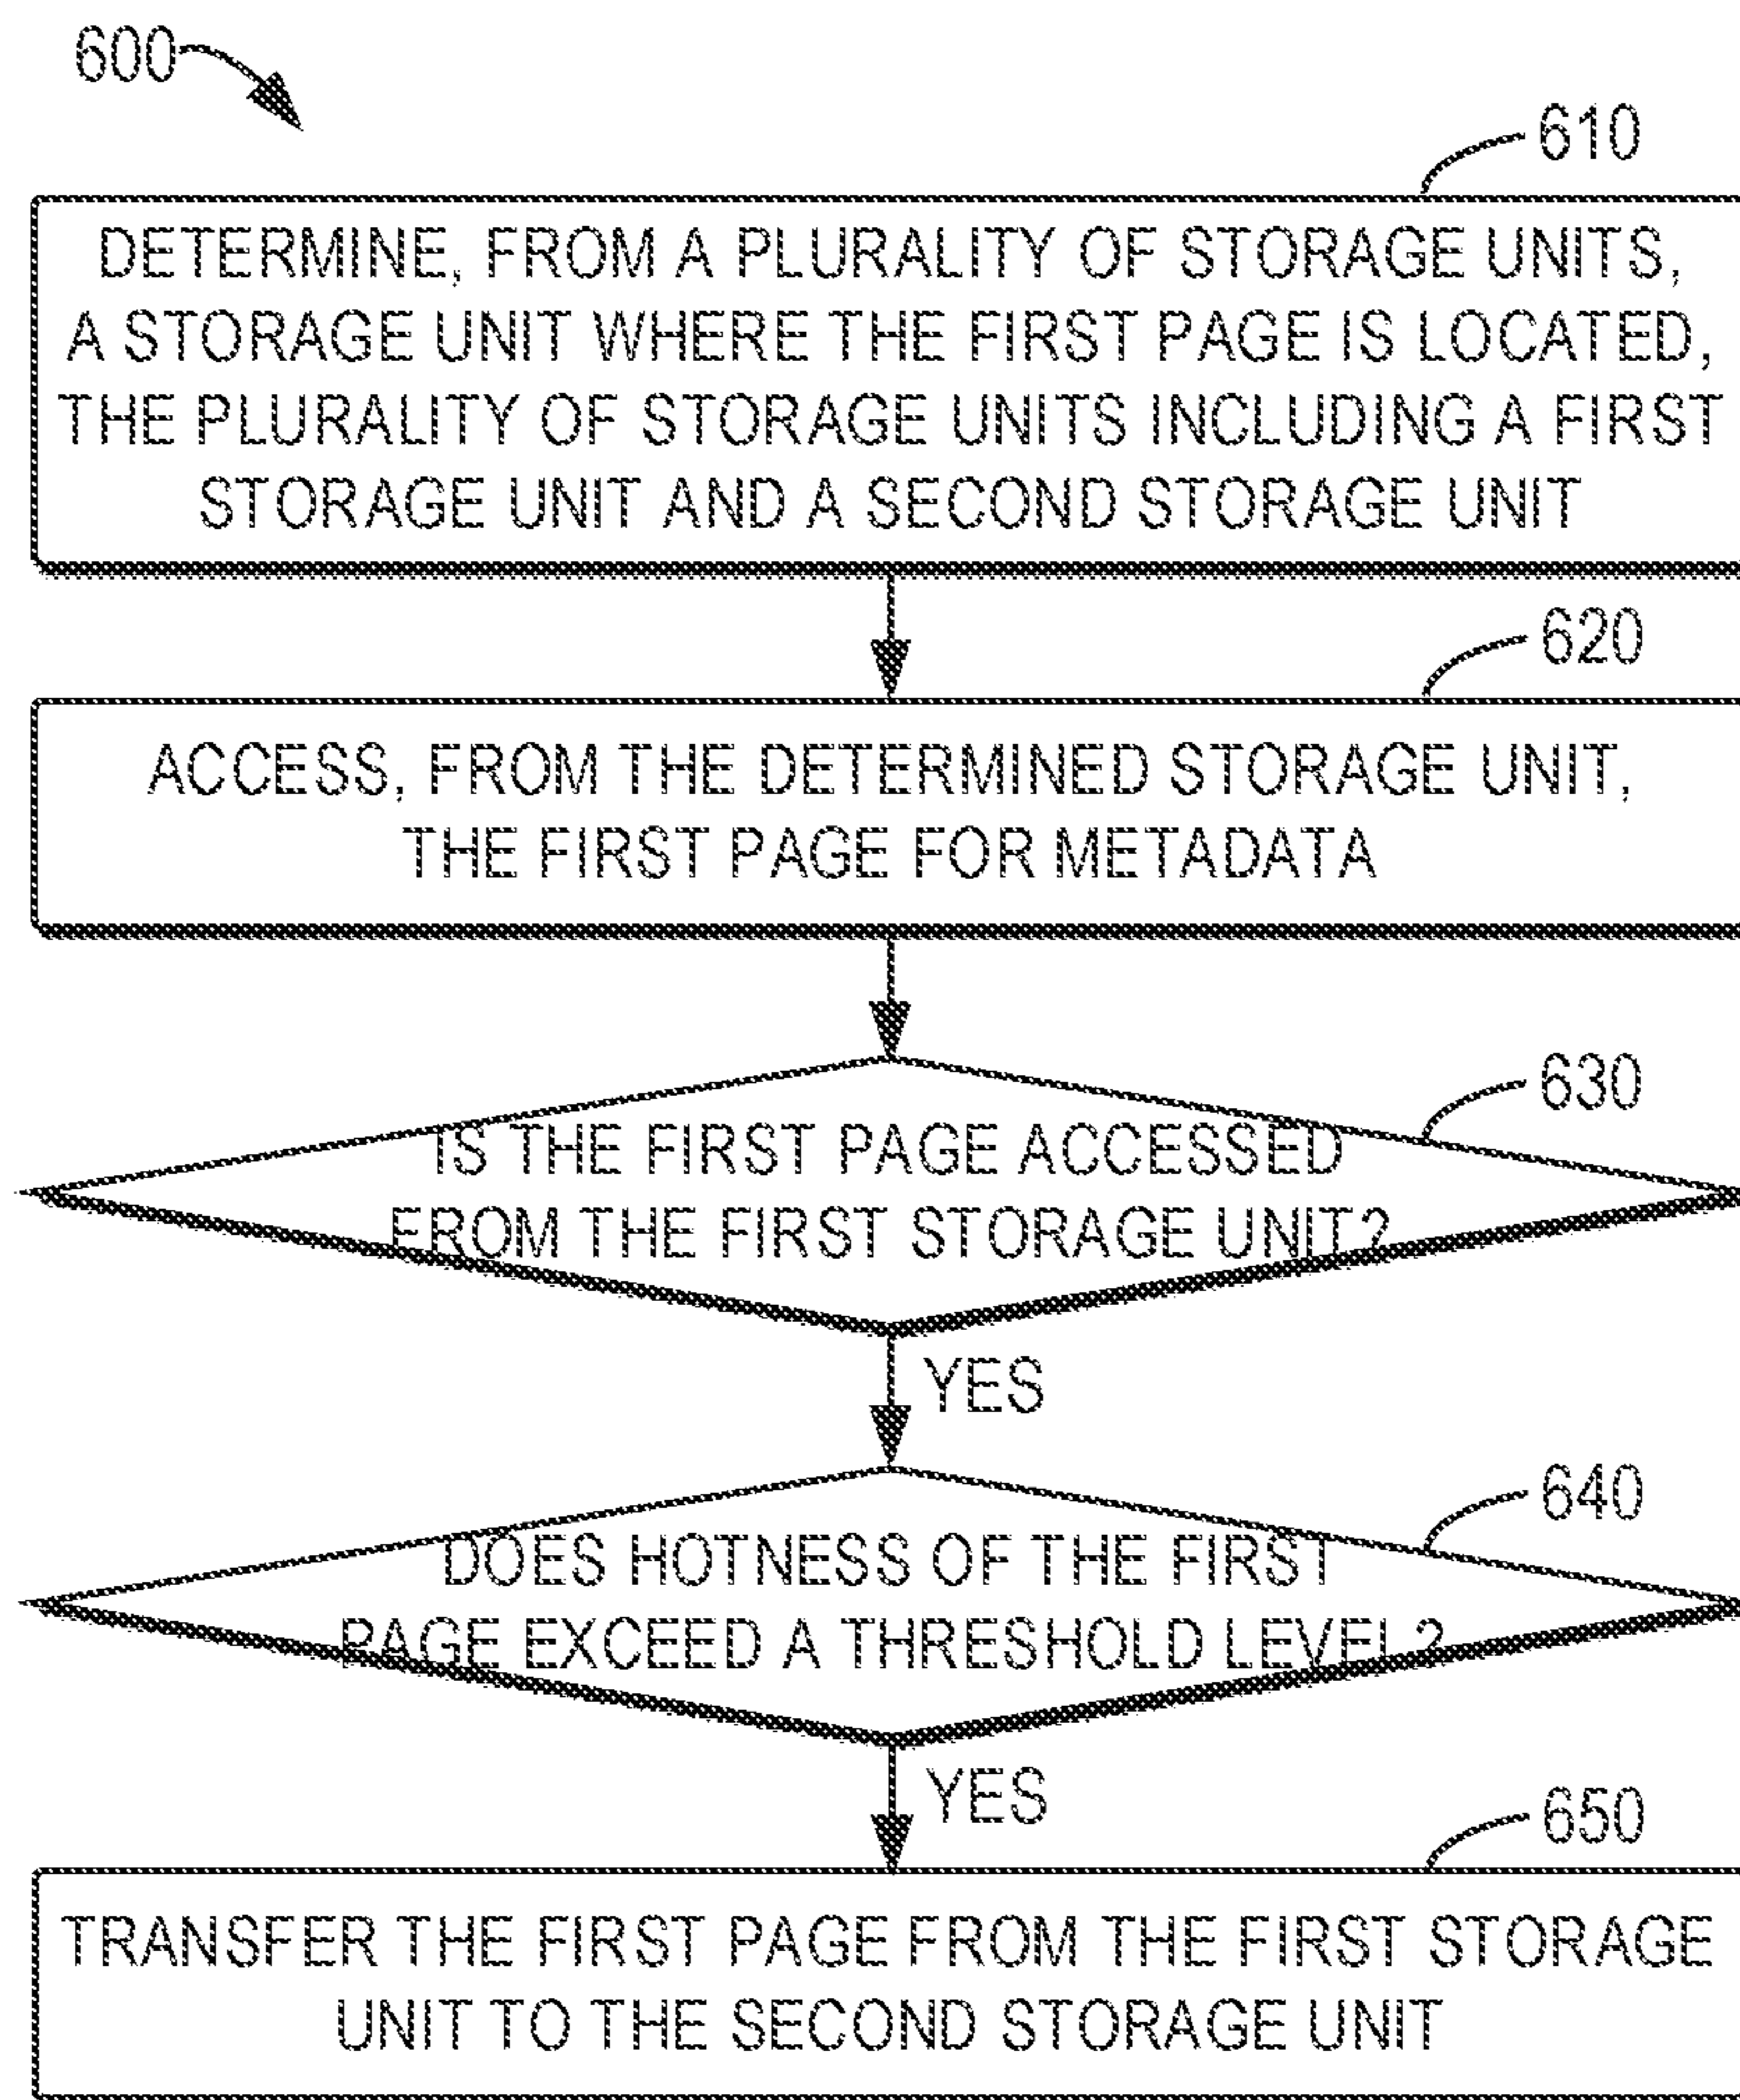 600
610
DETERMINE, FROM A PLURALITY OF STORAGE UNITS,
A STORAGE UNIT WHERE THE FIRST PAGE IS LOCATED,
THE PLURALITY OF STORAGE UNITS INCLUDING A FIRST
STORAGE UNIT AND A SECOND STORAGE UNIT
620
ACCESS, FROM THE DETERMINED STORAGE UNIT,
THE FIRST PAGE FOR METADATA
630
IS THE FIRST PAGE ACCESSED
FROM THE FIRST STORAGE UNIT?
YES
640
DOES HOTNESS OF THE FIRST
PAGE EXCEED A THRESHOLD LEVEL?
YES
650
TRANSFER THE FIRST PAGE FROM THE FIRST STORAGE
UNIT TO THE SECOND STORAGE UNIT